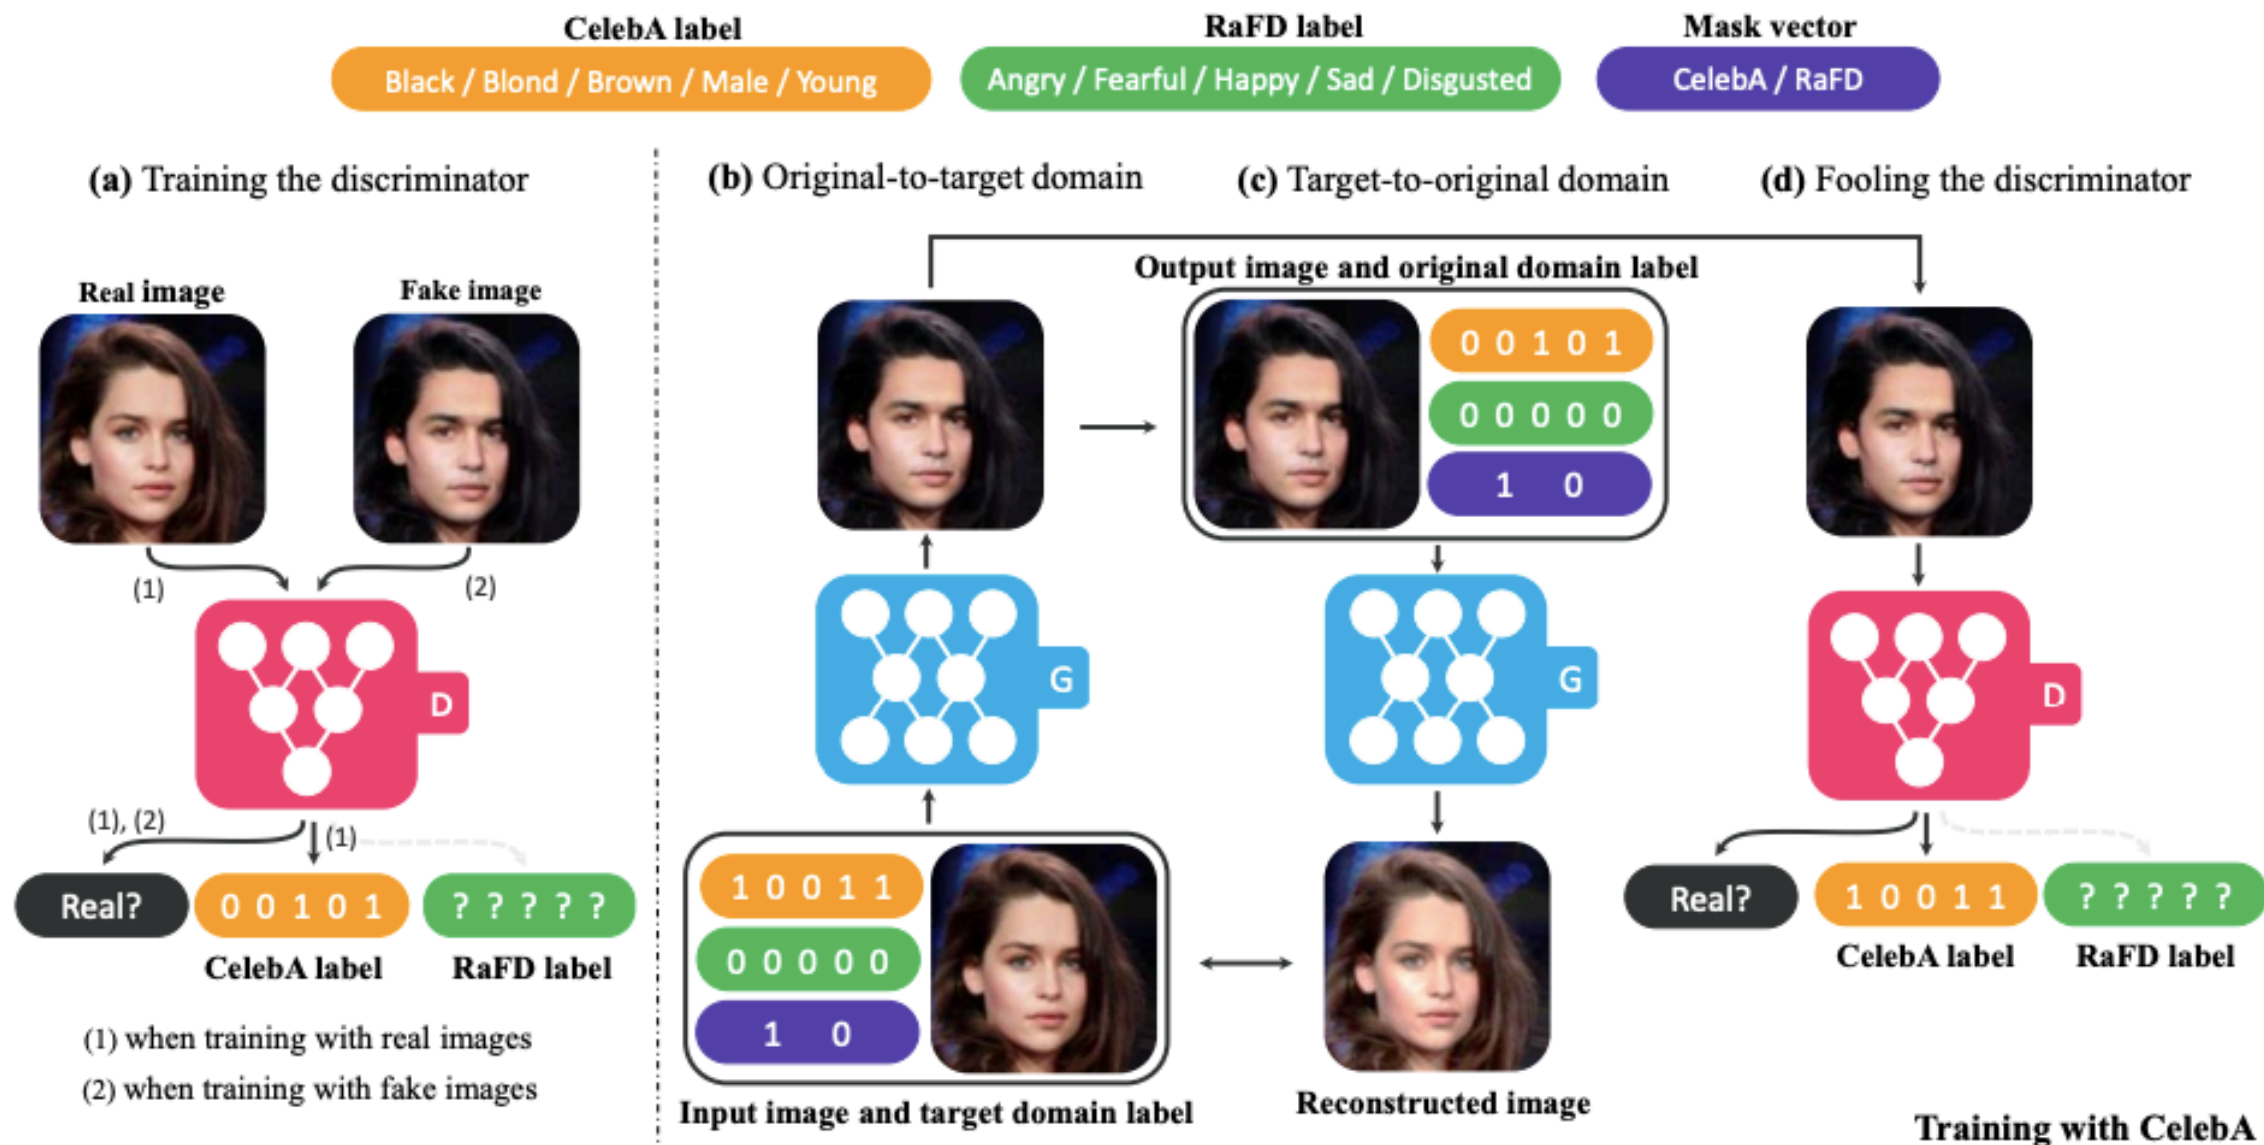 CelebA label
RaFD label
Mask vector
Black / Blond / Brown / Male / Young
Angry / Fearful / Happy / Sad / Disgusted
CelebA / RaFD
(a) Training the discriminator
(b) Original-to-target domain
(c) Target-to-original domain
(d) Fooling the discriminator
Real image
Fake image
(1)
(2)
D
(1), (2)
(1)
Real?
0 0 1 0 1
? ? ? ? ?
CelebA label
RaFD label
(1) when training with real images
(2) when training with fake images
Output image and original domain label
0 0 1 0 1
0 0 0 0 0
1 0
G
G
1 0 0 1 1
0 0 0 0 0
1 0
Input image and target domain label
Reconstructed image
D
Real?
1 0 0 1 1
? ? ? ? ?
CelebA label
RaFD label
Training with CelebA